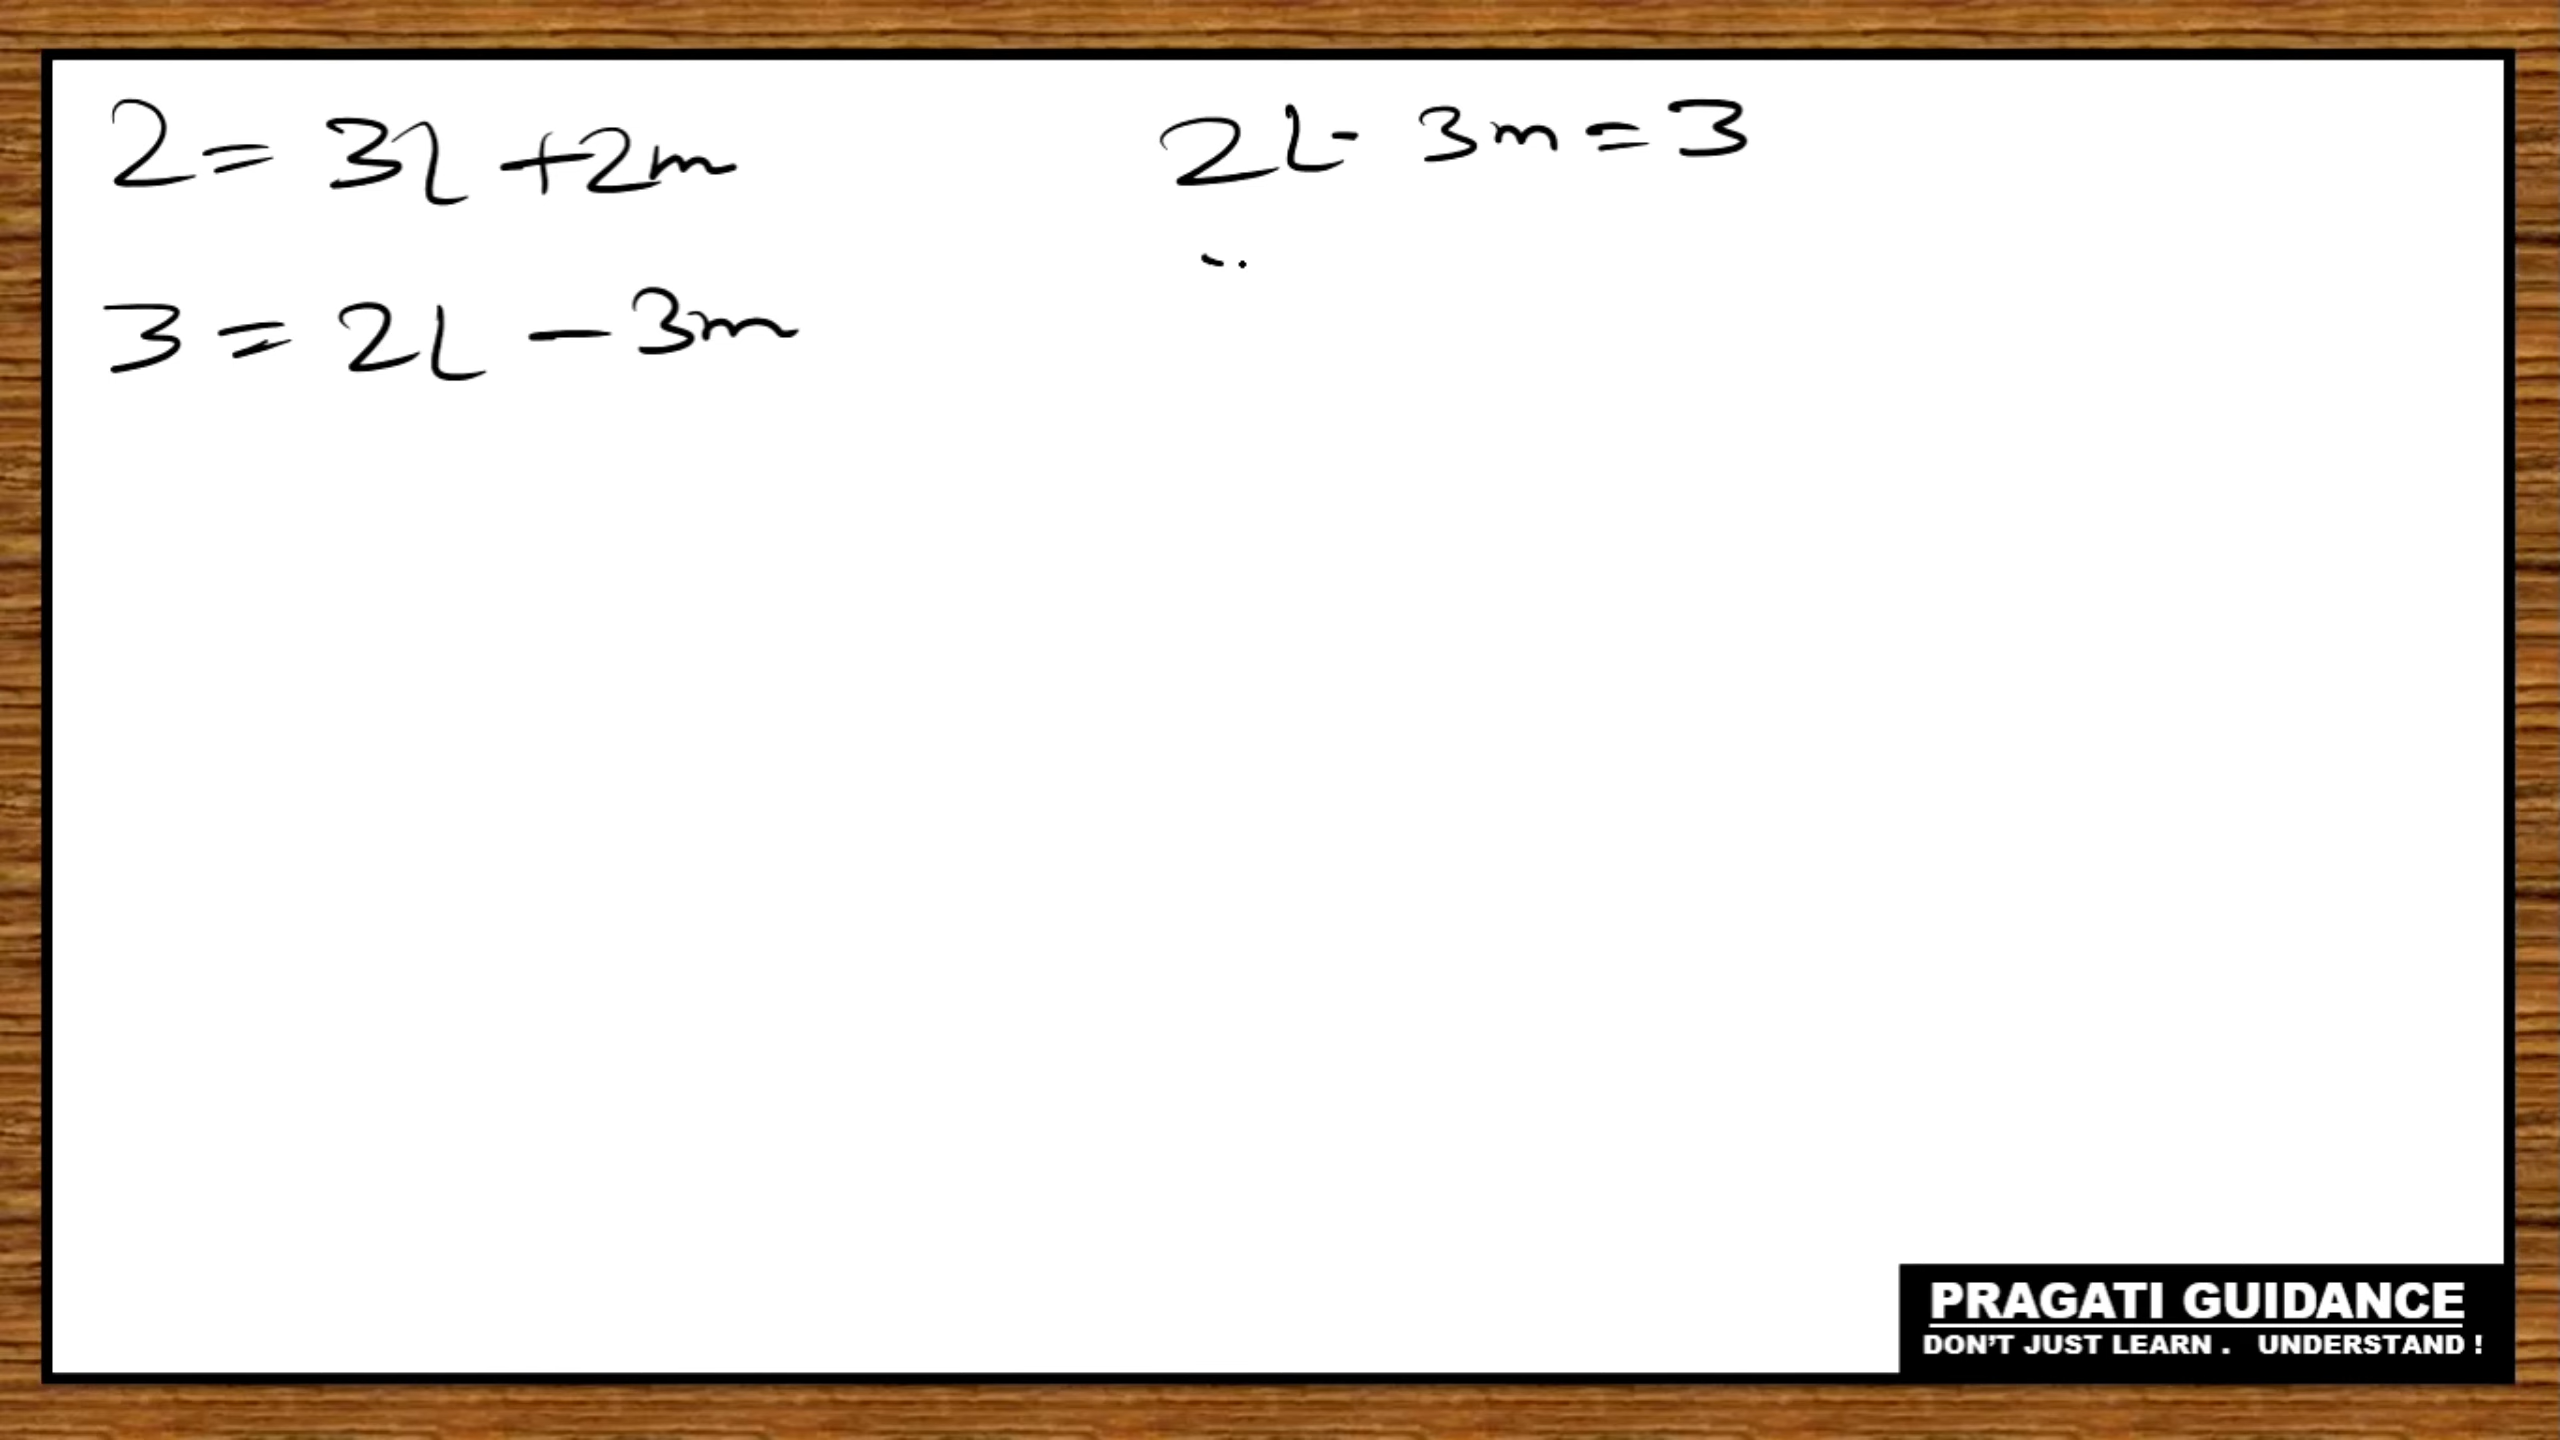 2 = 3l + 2m
3 = 2l - 3m
2l - 3m = 3
PRAGATI GUIDANCE
DON'T JUST LEARN . UNDERSTAND !